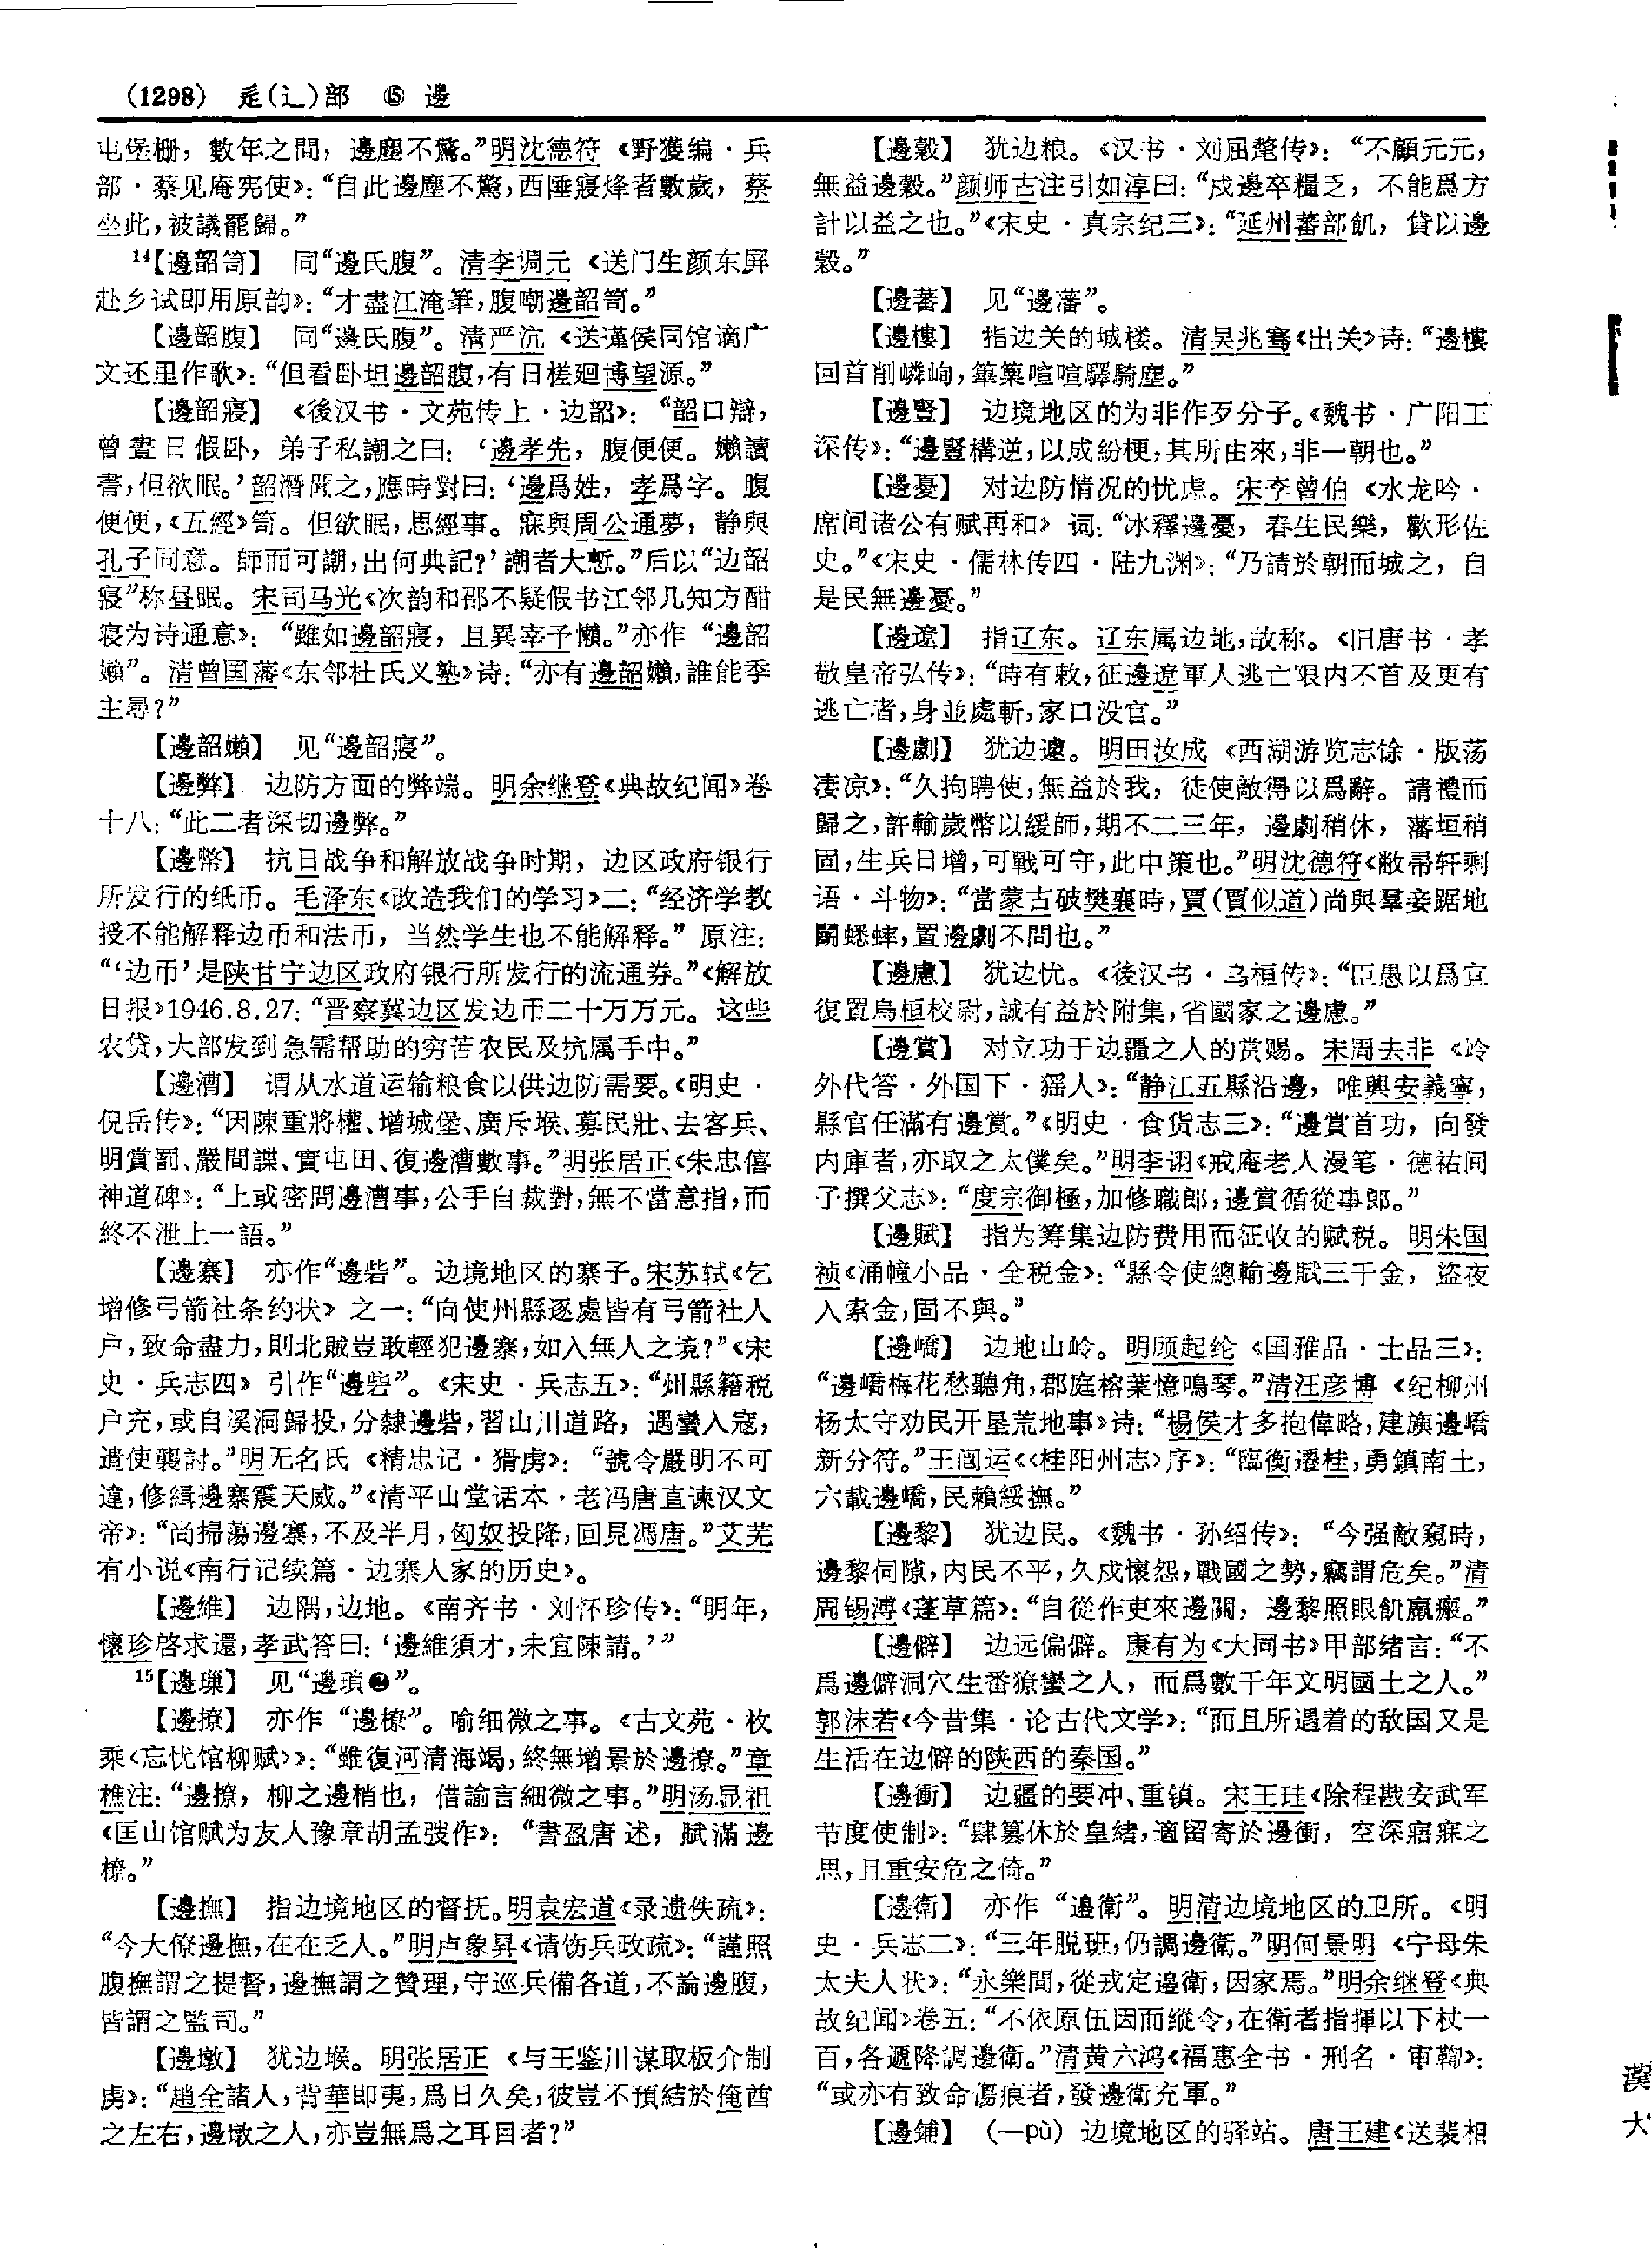 （1298） 辵(辶)部 ⑮ 邊
屯堡栅，數年之間，邊塵不驚。”明沈德符《野獲编·兵
部·蔡见庵宪使》：“自此邊塵不驚，西陲寢烽者數歲，蔡
坐此，被議罷歸。”
14【邊韶笥】 同“邊氏腹”。清李调元《送门生颜东屏
赴乡试即用原韵》：“才盡江淹筆，腹嘲邊韶笥。”
【邊韶腹】 同“邊氏腹”。清严沆《送谨侯同馆谪广
文还里作歌》：“但看卧坦邊韶腹，有日槎迴博望源。”
【邊韶寢】 《後汉书·文苑传上·边韶》：“韶口辯，
曾晝日假卧，弟子私謿之曰：‘邊孝先，腹便便。嬾讀
書，但欲眠。’韶潛聞之，應時對曰：‘邊爲姓，孝爲字。腹
便便，《五經》笥。但欲眠，思經事。寐與周公通夢，静與
孔子同意。師而可謿，出何典記？’謿者大慙。”后以“边韶
寢”称昼眠。宋司马光《次韵和邵不疑假书江邻几知方酣
寝为诗通意》：“雖如邊韶寢，且異宰予懶。”亦作“邊韶
嬾”。清曾国藩《东邻杜氏义塾》诗：“亦有邊韶嬾，誰能季
主尋？”
【邊韶嬾】 见“邊韶寢”。
【邊弊】 边防方面的弊端。明余继登《典故纪闻》卷
十八：“此二者深切邊弊。”
【邊幣】 抗日战争和解放战争时期，边区政府银行
所发行的纸币。毛泽东《改造我们的学习》二：“经济学教
授不能解释边币和法币，当然学生也不能解释。”原注：
“‘边币’是陕甘宁边区政府银行所发行的流通券。”《解放
日报》1946.8.27：“晋察冀边区发边币二十万万元。这些
农贷，大部发到急需帮助的穷苦农民及抗属手中。”
【邊漕】 谓从水道运输粮食以供边防需要。《明史·
倪岳传》：“因陳重將權、增城堡、廣斥堠、募民壯、去客兵、
明賞罰、嚴間諜、實屯田、復邊漕數事。”明张居正《朱忠僖
神道碑》：“上或密問邊漕事，公手自裁對，無不當意指，而
終不泄上一語。”
【邊寨】 亦作“邊砦”。边境地区的寨子。宋苏轼《乞
增修弓箭社条约状》之一：“向使州縣逐處皆有弓箭社人
户，致命盡力，則北賊豈敢輕犯邊寨，如入無人之境？”《宋
史·兵志四》引作“邊砦”。《宋史·兵志五》：“州縣籍税
户充，或自溪洞歸投，分隸邊砦，習山川道路，遇蠻入寇，
遣使襲討。”明无名氏《精忠记·猾虏》：“號令嚴明不可
違，修緝邊寨震天威。”《清平山堂话本·老冯唐直谏汉文
帝》：“尚掃蕩邊寨，不及半月，匈奴投降，回見馮唐。”艾芜
有小说《南行记续篇·边寨人家的历史》。
【邊維】 边隅，边地。《南齐书·刘怀珍传》：“明年，
懷珍啓求還，孝武答曰：‘邊維須才，未宜陳請。’”
15【邊璅】 见“邊瑣❷”。
【邊撩】 亦作“邊橑”。喻细微之事。《古文苑·枚
乘〈忘忧馆柳赋〉》：“雖復河清海竭，終無增景於邊撩。”章
樵注：“邊撩，柳之邊梢也，借諭言細微之事。”明汤显祖
《匡山馆赋为友人豫章胡孟弢作》：“書盈唐述，賦滿邊
橑。”
【邊撫】 指边境地区的督抚。明袁宏道《录遗佚疏》：
“今大僚邊撫，在在乏人。”明卢象昇《请饬兵政疏》：“謹照
腹撫謂之提督，邊撫謂之贊理，守巡兵備各道，不論邊腹，
皆謂之監司。”
【邊墩】 犹边堠。明张居正《与王鉴川谋取板介制
虏》：“趙全諸人，背華即夷，爲日久矣，彼豈不預結於俺酋
之左右，邊墩之人，亦豈無爲之耳目者？”
【邊穀】 犹边粮。《汉书·刘屈氂传》：“不顧元元，
無益邊穀。”颜师古注引如淳曰：“戍邊卒糧乏，不能爲方
計以益之也。”《宋史·真宗纪三》：“延州蕃部飢，貸以邊
穀。”
【邊蕃】 见“邊藩”。
【邊樓】 指边关的城楼。清吴兆骞《出关》诗：“邊樓
回首削嶙峋，篳篥喧喧驛騎塵。”
【邊豎】 边境地区的为非作歹分子。《魏书·广阳王
深传》：“邊豎構逆，以成紛梗，其所由來，非一朝也。”
【邊憂】 对边防情况的忧虑。宋李曾伯《水龙吟·
席间诸公有赋再和》词：“冰釋邊憂，春生民樂，歡形佐
史。”《宋史·儒林传四·陆九渊》：“乃請於朝而城之，自
是民無邊憂。”
【邊遼】 指辽东。辽东属边地，故称。《旧唐书·孝
敬皇帝弘传》：“時有敕，征邊遼軍人逃亡限内不首及更有
逃亡者，身並處斬，家口没官。”
【邊劇】 犹边遽。明田汝成《西湖游览志馀·版荡
凄凉》：“久拘聘使，無益於我，徒使敵得以爲辭。請禮而
歸之，許輸歲幣以緩師，期不二三年，邊劇稍休，藩垣稍
固，生兵日增，可戰可守，此中策也。”明沈德符《敝帚轩剩
语·斗物》：“當蒙古破樊襄時，賈（賈似道）尚與羣妾踞地
鬭蟋蟀，置邊劇不問也。”
【邊慮】 犹边忧。《後汉书·乌桓传》：“臣愚以爲宜
復置烏桓校尉，誠有益於附集，省國家之邊慮。”
【邊賞】 对立功于边疆之人的赏赐。宋周去非《岭
外代答·外国下·猺人》：“静江五縣沿邊，唯興安義寧，
縣官任滿有邊賞。”《明史·食货志三》：“邊賞首功，向發
内庫者，亦取之太僕矣。”明李诩《戒庵老人漫笔·德祐间
子撰父志》：“度宗御極，加修職郎，邊賞循從事郎。”
【邊賦】 指为筹集边防费用而征收的赋税。明朱国
祯《涌幢小品·全税金》：“縣令使總輸邊賦三千金，盜夜
入索金，固不與。”
【邊嶠】 边地山岭。明顾起纶《国雅品·士品三》：
“邊嶠梅花愁聽角，郡庭榕葉憶鳴琴。”清汪彦博《纪柳州
杨太守劝民开垦荒地事》诗：“楊侯才多抱偉略，建旟邊嶠
新分符。”王闿运《〈桂阳州志〉序》：“臨衡遷桂，勇鎮南土，
六載邊嶠，民賴綏撫。”
【邊黎】 犹边民。《魏书·孙绍传》：“今强敵窺時，
邊黎伺隙，内民不平，久戍懷怨，戰國之勢，竊謂危矣。”清
周锡溥《蓬草篇》：“自從作吏來邊關，邊黎照眼飢羸瘢。”
【邊僻】 边远偏僻。康有为《大同书》甲部绪言：“不
爲邊僻洞穴生番獠蠻之人，而爲數千年文明國土之人。”
郭沫若《今昔集·论古代文学》：“而且所遇着的敌国又是
生活在边僻的陕西的秦国。”
【邊衝】 边疆的要冲、重镇。宋王珪《除程戡安武军
节度使制》：“肆篡休於皇緒，適留寄於邊衝，空深寤寐之
思，且重安危之倚。”
【邊衛】 亦作“邉衛”。明清边境地区的卫所。《明
史·兵志二》：“三年脱班，仍調邊衛。”明何景明《宁母朱
太夫人状》：“永樂間，從戎定邉衛，因家焉。”明余继登《典
故纪闻》卷五：“不依原伍因而縱令，在衛者指揮以下杖一
百，各遞降調邊衛。”清黄六鸿《福惠全书·刑名·审鞫》：
“或亦有致命傷痕者，發邊衛充軍。”
【邊鋪】 （—pù）边境地区的驿站。唐王建《送裴相
漢
大